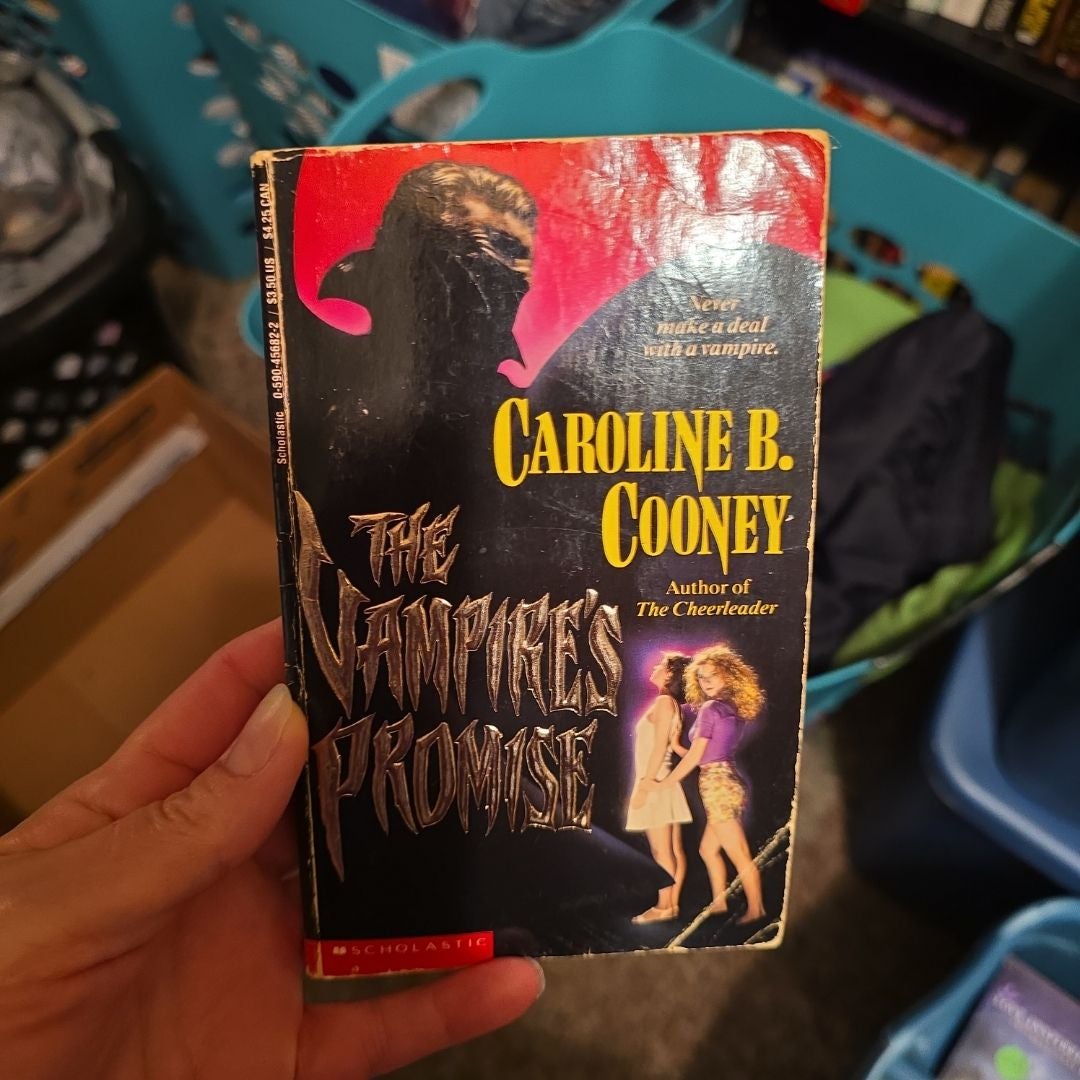 Scholastic 0-590-45682-2 / $3.50 US / $4.25 CAN
Never
make a deal
with a vampire.
CAROLINE B.
COONEY
Author of
The Cheerleader
THE
VAMPIRE'S
PROMISE
SCHOLASTIC